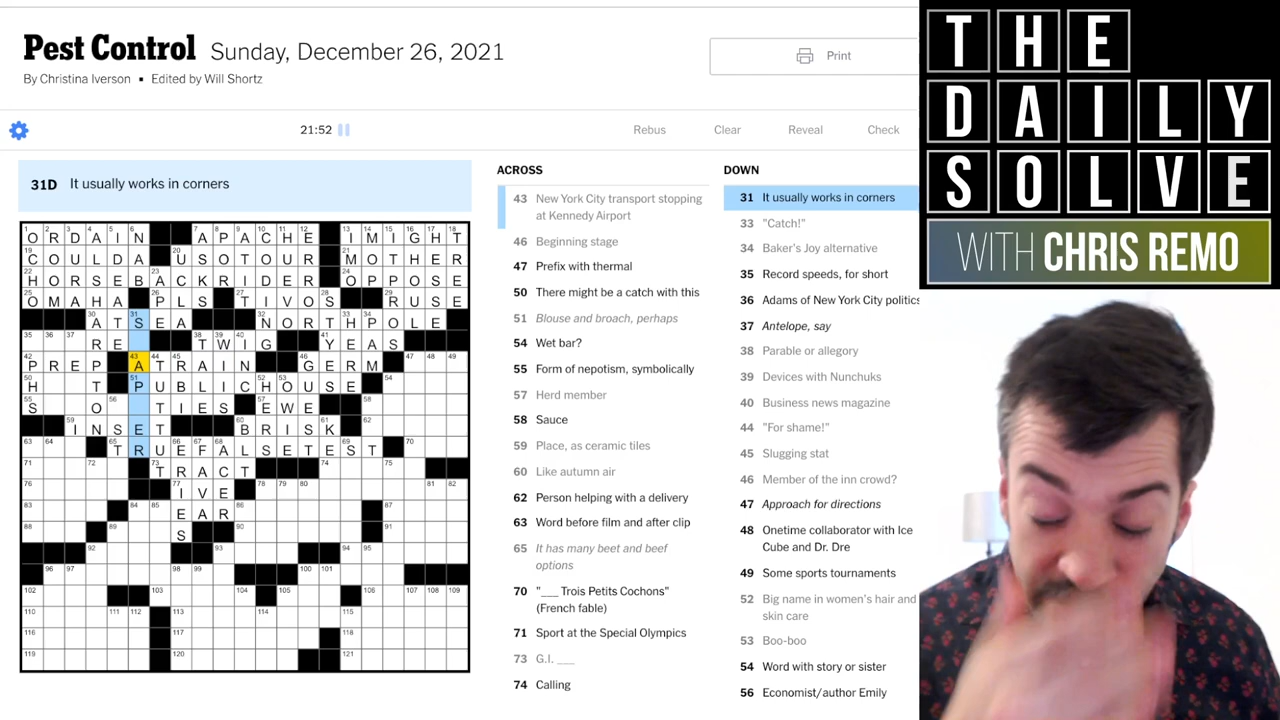 Pest Control Sunday, December 26, 2021
By Christina Iverson ▪ Edited by Will Shortz
Print
21:52
Rebus Clear Reveal Check
31D It usually works in corners
ORDAIN APACHE IMIGHT
COULDA USOTOUR MOTHER
HORSEBACKRIDER OPPOSE
OMAHA PLS TIVOS RUSE
ATSEA NORTHPOLE
RE TWIG YEAS
PREP ATRAIN GERM
H T PUBLICHOUSE
S O TIES EWE
INSET BRISK
TRUEFALSETEST
TRACT
IVE
EAR
S
ACROSS
43 New York City transport stopping
at Kennedy Airport
46 Beginning stage
47 Prefix with thermal
50 There might be a catch with this
51 Blouse and broach, perhaps
54 Wet bar?
55 Form of nepotism, symbolically
57 Herd member
58 Sauce
59 Place, as ceramic tiles
60 Like autumn air
62 Person helping with a delivery
63 Word before film and after clip
65 It has many beet and beef
options
70 "___ Trois Petits Cochons"
(French fable)
71 Sport at the Special Olympics
73 G.I. ___
74 Calling
DOWN
31 It usually works in corners
33 "Catch!"
34 Baker's Joy alternative
35 Record speeds, for short
36 Adams of New York City politics
37 Antelope, say
38 Parable or allegory
39 Devices with Nunchuks
40 Business news magazine
44 "For shame!"
45 Slugging stat
46 Member of the inn crowd?
47 Approach for directions
48 Onetime collaborator with Ice
Cube and Dr. Dre
49 Some sports tournaments
52 Big name in women's hair and
skin care
53 Boo-boo
54 Word with story or sister
56 Economist/author Emily
THE
DAILY
SOLVE
WITH CHRIS REMO